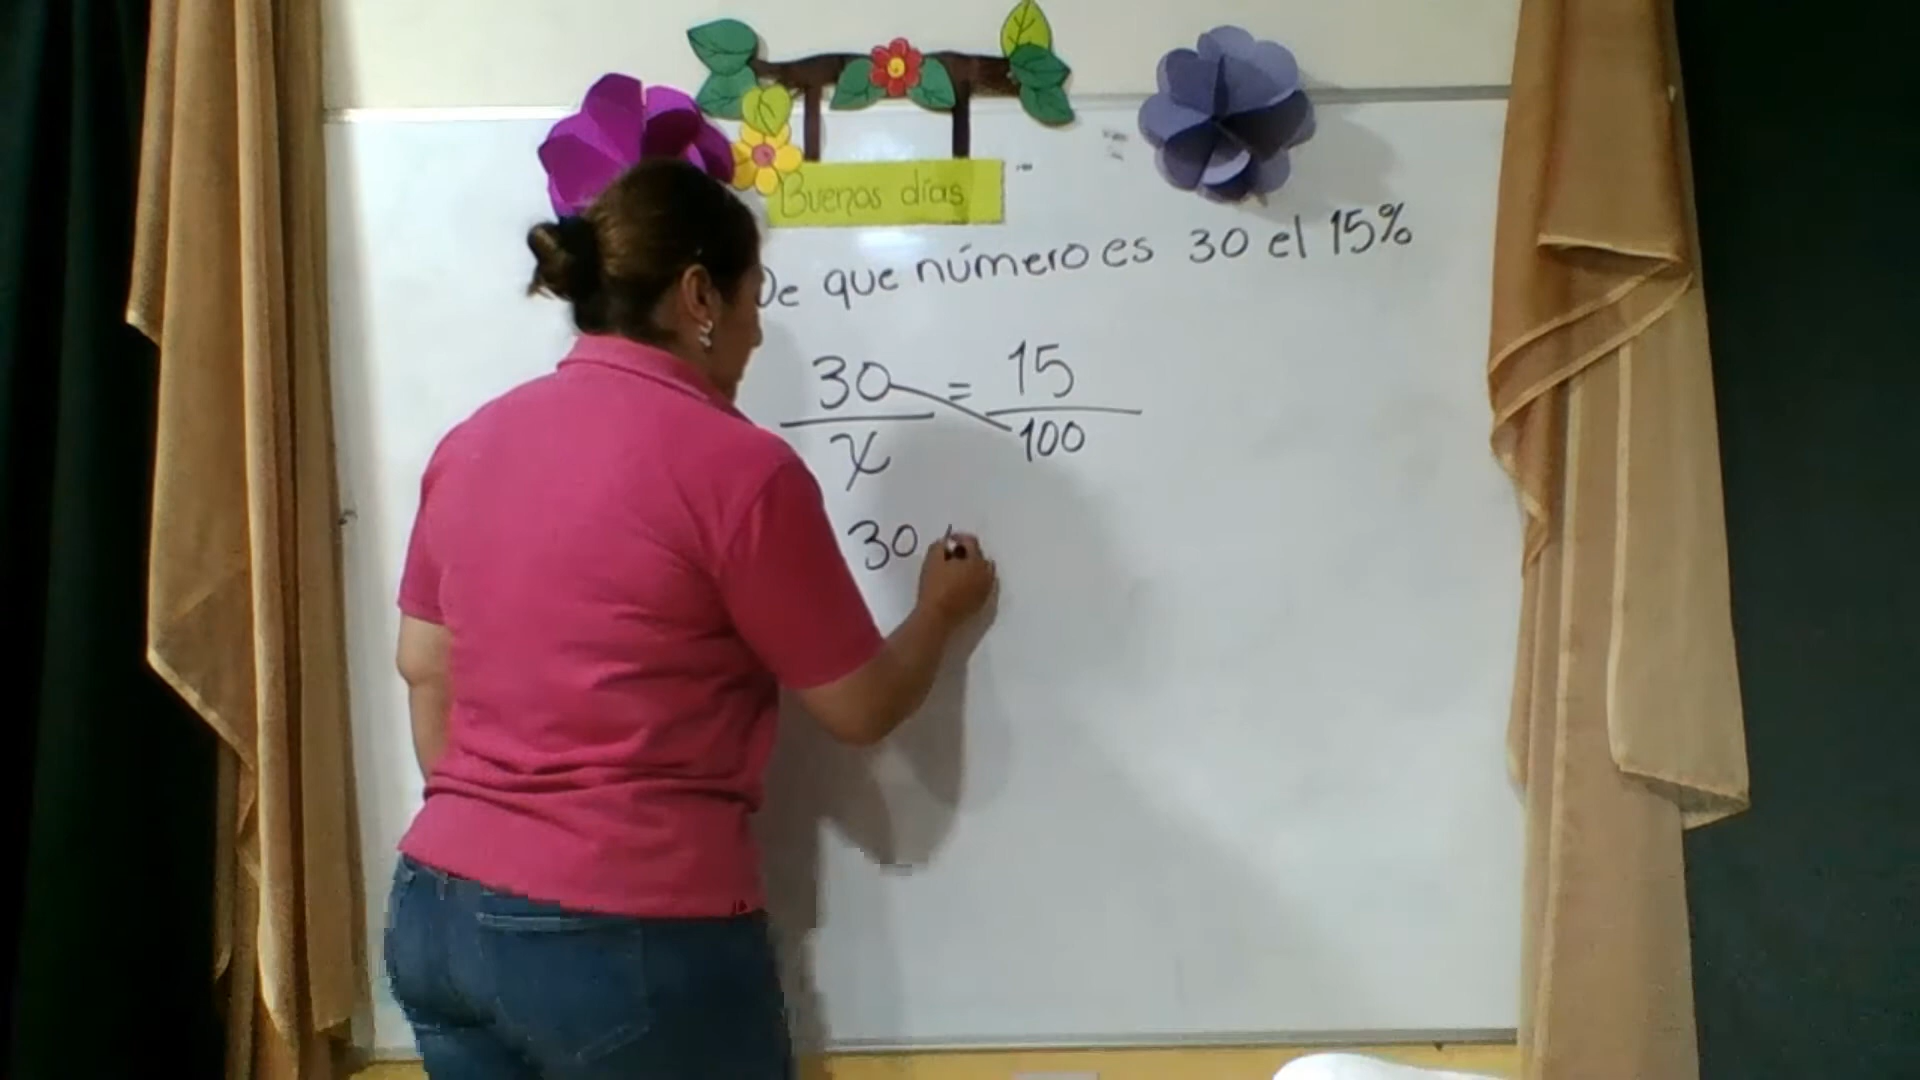 Buenos días
De que número es 30 el 15%
30 = 15
x 100
30